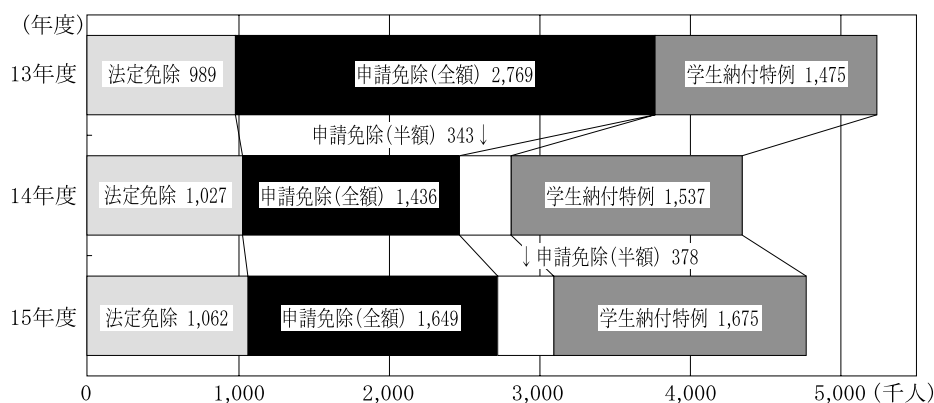 (年度)
13年度 法定免除 989 申請免除(全額) 2,769 学生納付特例 1,475
申請免除(半額) 343↓
14年度 法定免除 1,027 申請免除(全額) 1,436 学生納付特例 1,537
↓申請免除(半額) 378
15年度 法定免除 1,062 申請免除(全額) 1,649 学生納付特例 1,675
0 1,000 2,000 3,000 4,000 5,000 (千人)